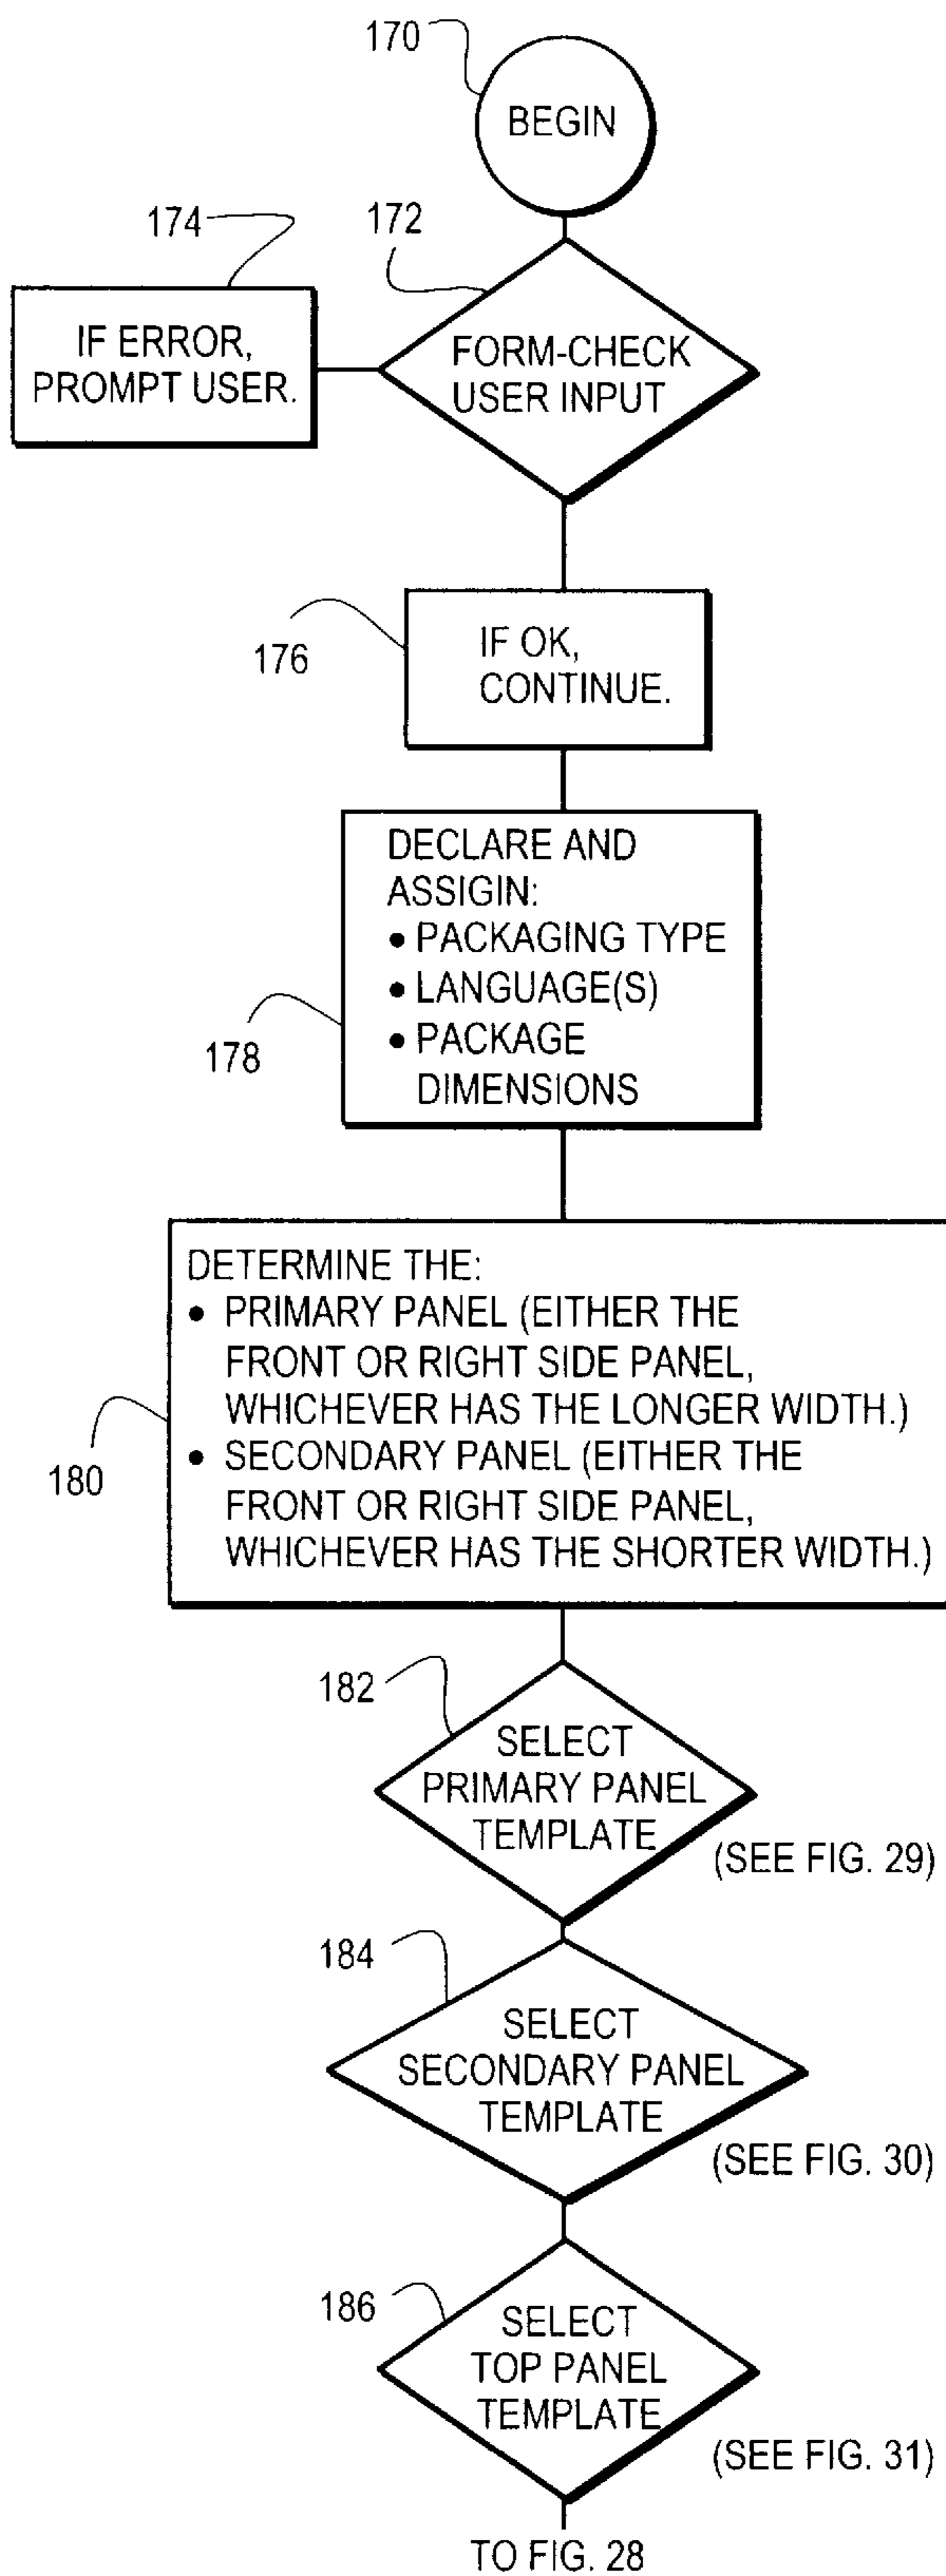 170
BEGIN
174
172
IF ERROR,
PROMPT USER.
FORM-CHECK
USER INPUT
176
IF OK,
CONTINUE.
DECLARE AND
ASSIGIN:
• PACKAGING TYPE
• LANGUAGE(S)
• PACKAGE
DIMENSIONS
178
DETERMINE THE:
• PRIMARY PANEL (EITHER THE
FRONT OR RIGHT SIDE PANEL,
WHICHEVER HAS THE LONGER WIDTH.)
• SECONDARY PANEL (EITHER THE
FRONT OR RIGHT SIDE PANEL,
WHICHEVER HAS THE SHORTER WIDTH.)
180
182
SELECT
PRIMARY PANEL
TEMPLATE
(SEE FIG. 29)
184
SELECT
SECONDARY PANEL
TEMPLATE
(SEE FIG. 30)
186
SELECT
TOP PANEL
TEMPLATE
(SEE FIG. 31)
TO FIG. 28